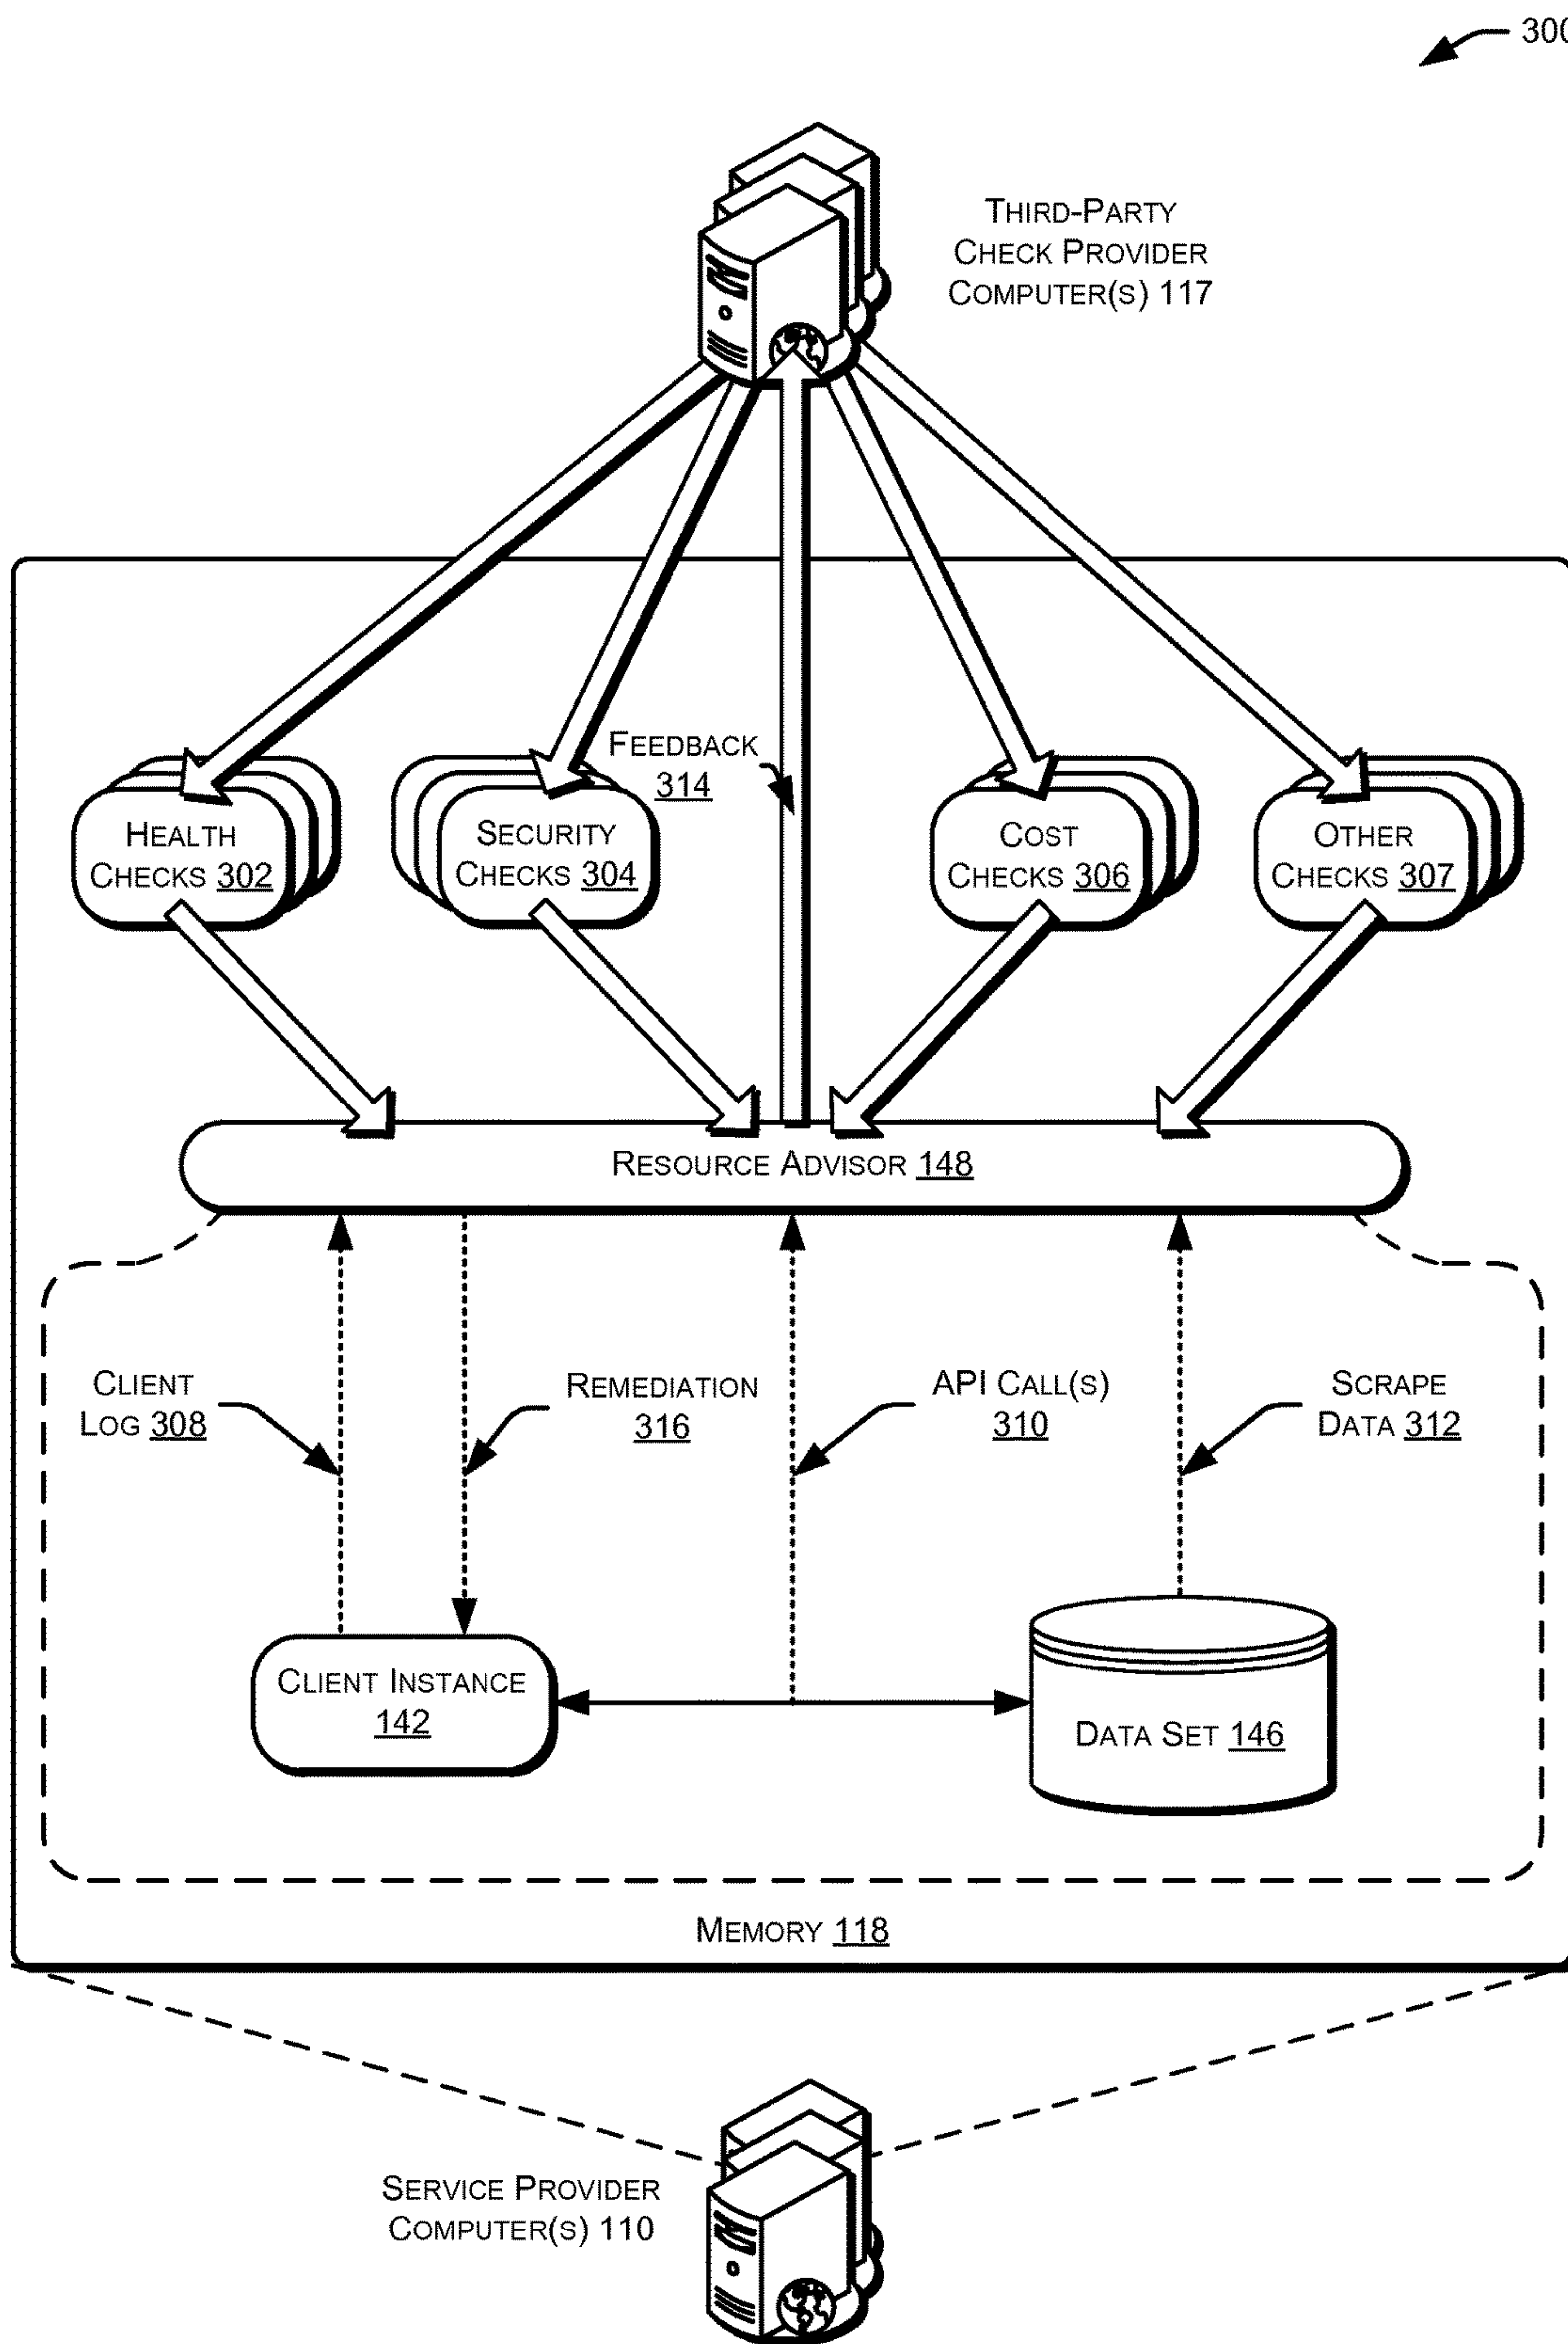 300
THIRD-PARTY
CHECK PROVIDER
COMPUTER(S) 117
FEEDBACK
314
HEALTH
CHECKS 302
SECURITY
CHECKS 304
COST
CHECKS 306
OTHER
CHECKS 307
RESOURCE ADVISOR 148
CLIENT
LOG 308
REMEDIATION
316
API CALL(S)
310
SCRAPE
DATA 312
CLIENT INSTANCE
142
DATA SET 146
MEMORY 118
SERVICE PROVIDER
COMPUTER(S) 110